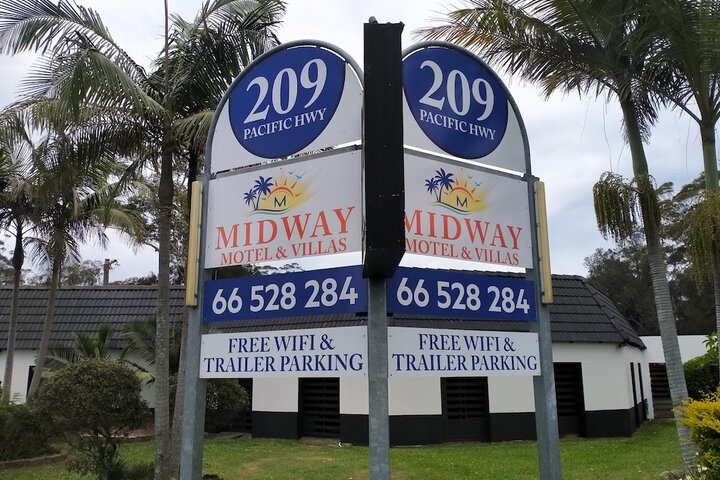 209
PACIFIC HWY
M
MIDWAY
MOTEL & VILLAS
66 528 284
FREE WIFI &
TRAILER PARKING
209
PACIFIC HWY
M
MIDWAY
MOTEL & VILLAS
66 528 284
FREE WIFI &
TRAILER PARKING